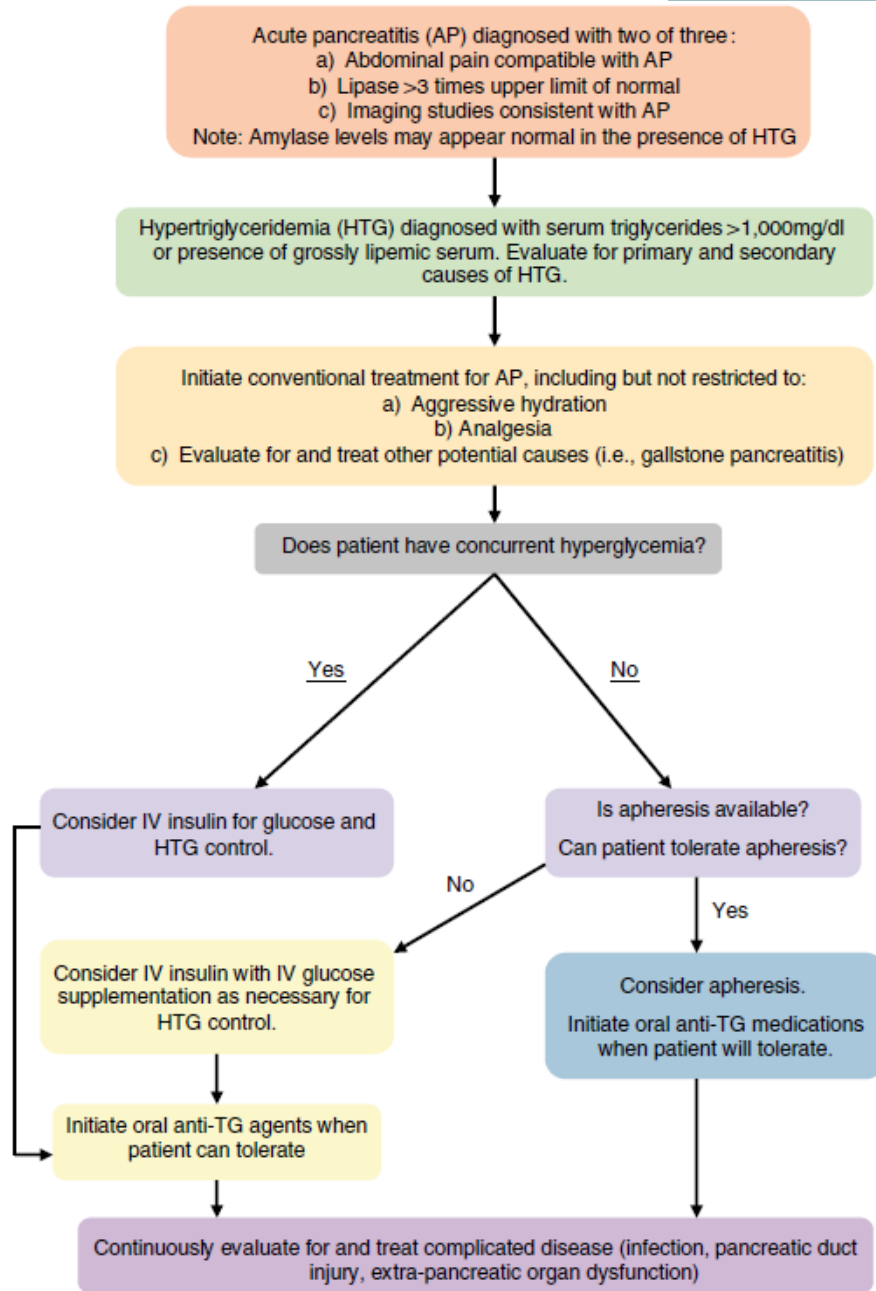 Acute pancreatitis (AP) diagnosed with two of three:
a) Abdominal pain compatible with AP
b) Lipase >3 times upper limit of normal
c) Imaging studies consistent with AP
Note: Amylase levels may appear normal in the presence of HTG
Hypertriglyceridemia (HTG) diagnosed with serum triglycerides >1,000mg/dl
or presence of grossly lipemic serum. Evaluate for primary and secondary
causes of HTG.
Initiate conventional treatment for AP, including but not restricted to:
a) Aggressive hydration
b) Analgesia
c) Evaluate for and treat other potential causes (i.e., gallstone pancreatitis)
Does patient have concurrent hyperglycemia?
Yes
No
Consider IV insulin for glucose and
HTG control.
Is apheresis available?
Can patient tolerate apheresis?
No
Yes
Consider IV insulin with IV glucose
supplementation as necessary for
HTG control.
Consider apheresis.
Initiate oral anti-TG medications
when patient will tolerate.
Initiate oral anti-TG agents when
patient can tolerate
Continuously evaluate for and treat complicated disease (infection, pancreatic duct
injury, extra-pancreatic organ dysfunction)